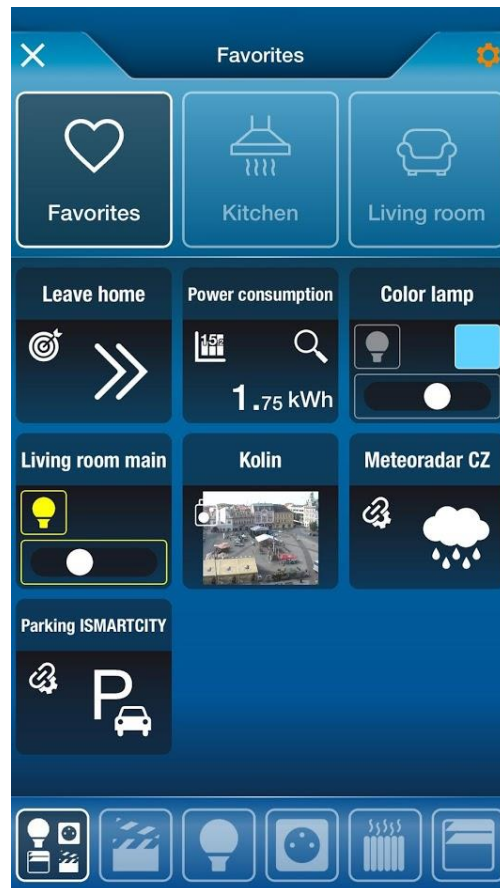 Favorites
Favorites
Kitchen
Living room
Leave home
Power consumption
Color lamp
1.75 kWh
Living room main
Kolin
Meteoradar CZ
Parking ISMARTCITY
P